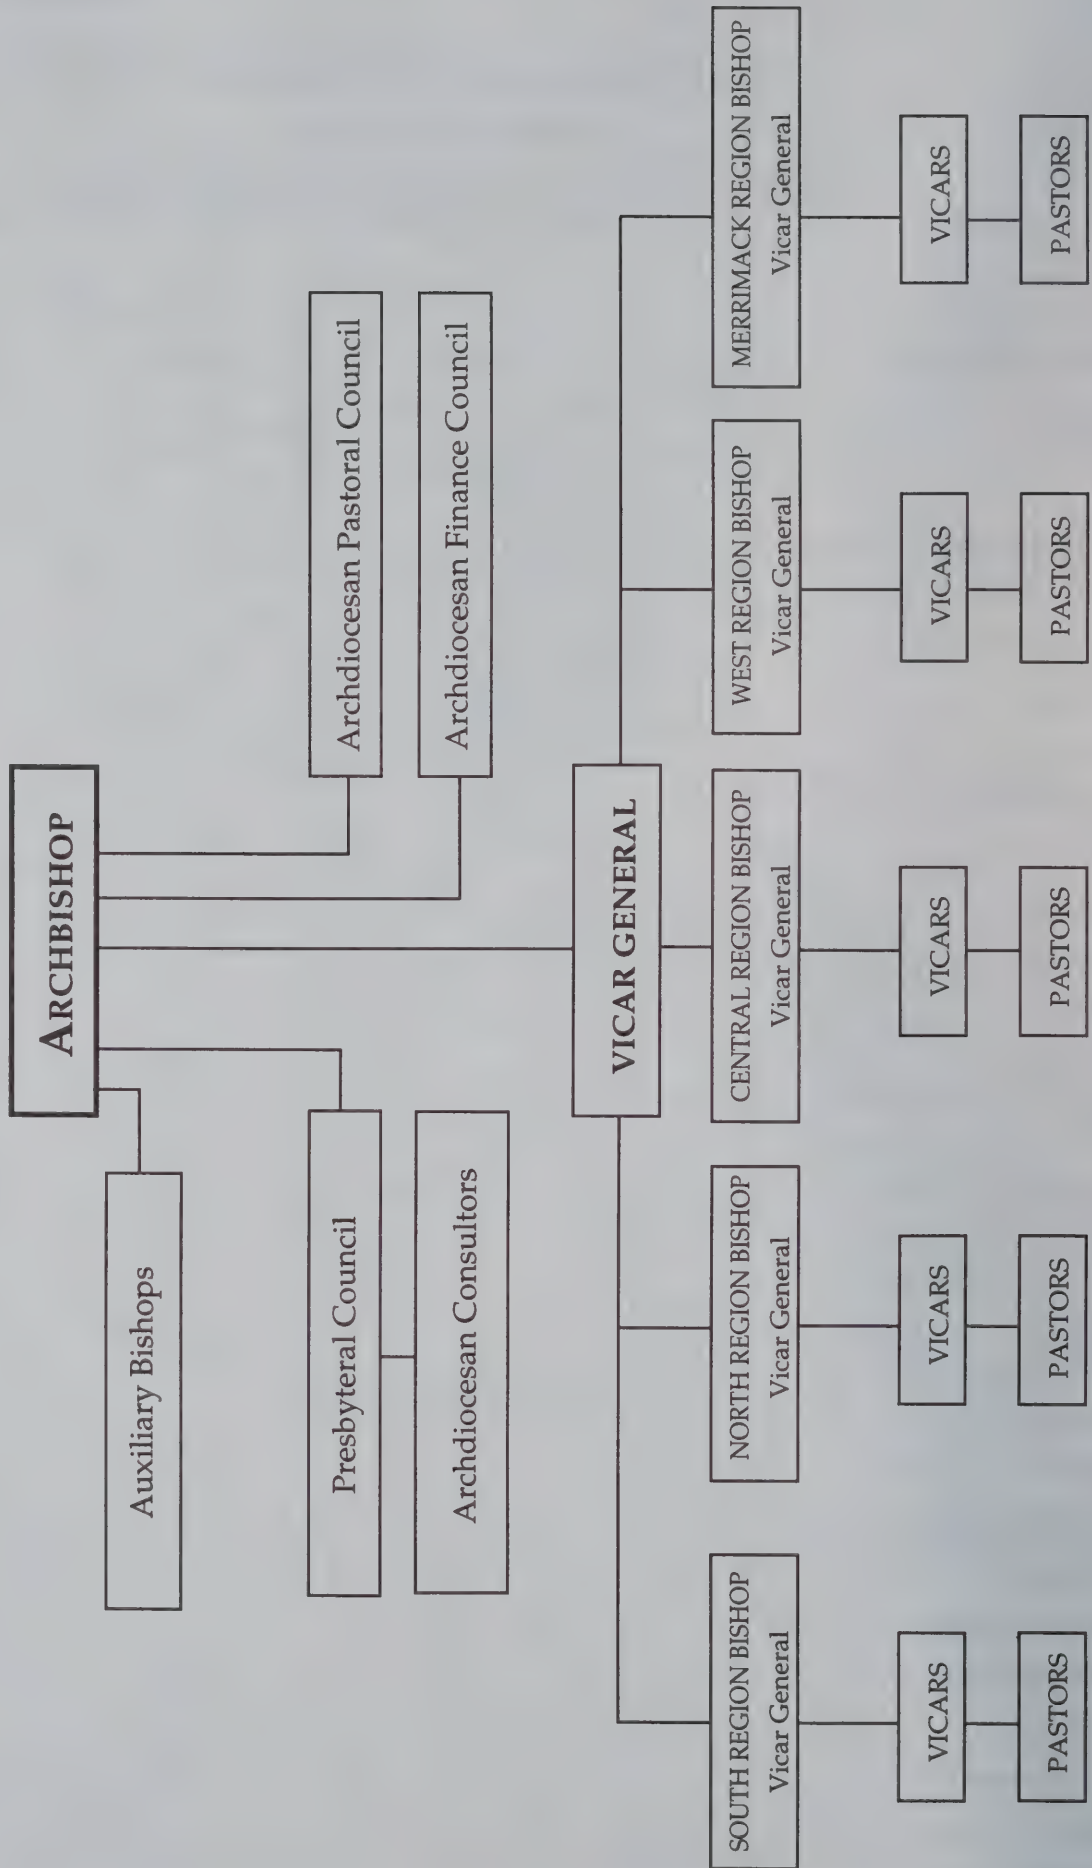 ARCHBISHOP
Auxiliary Bishops
Presbyteral Council
Archdiocesan Pastoral Council
Archdiocesan Consultors
Archdiocesan Finance Council
VICAR GENERAL
SOUTH REGION BISHOP
Vicar General
NORTH REGION BISHOP
Vicar General
CENTRAL REGION BISHOP
Vicar General
WEST REGION BISHOP
Vicar General
MERRIMACK REGION BISHOP
Vicar General
VICARS
VICARS
VICARS
VICARS
VICARS
PASTORS
PASTORS
PASTORS
PASTORS
PASTORS